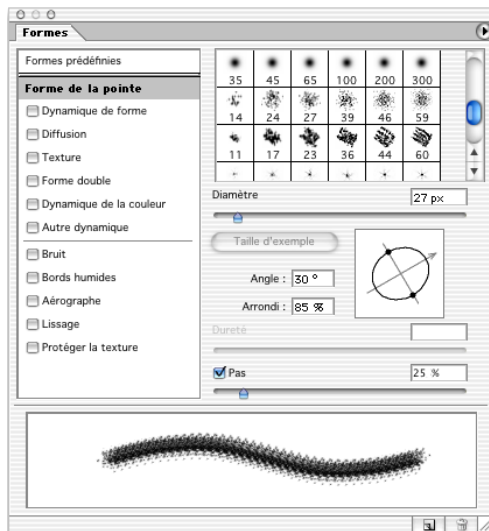 Formes
Formes prédéfinies
Forme de la pointe
Dynamique de forme
Diffusion
Texture
Forme double
Dynamique de la couleur
Autre dynamique
Bruit
Bords humides
Aérographe
Lissage
Protéger la texture
35 45 65 100 200 300
14 24 27 39 46 59
11 17 23 36 44 60
Diamètre 27 px
Taille d'exemple
Angle : 30 °
Arrondi : 85 %
Dureté
Pas 25 %